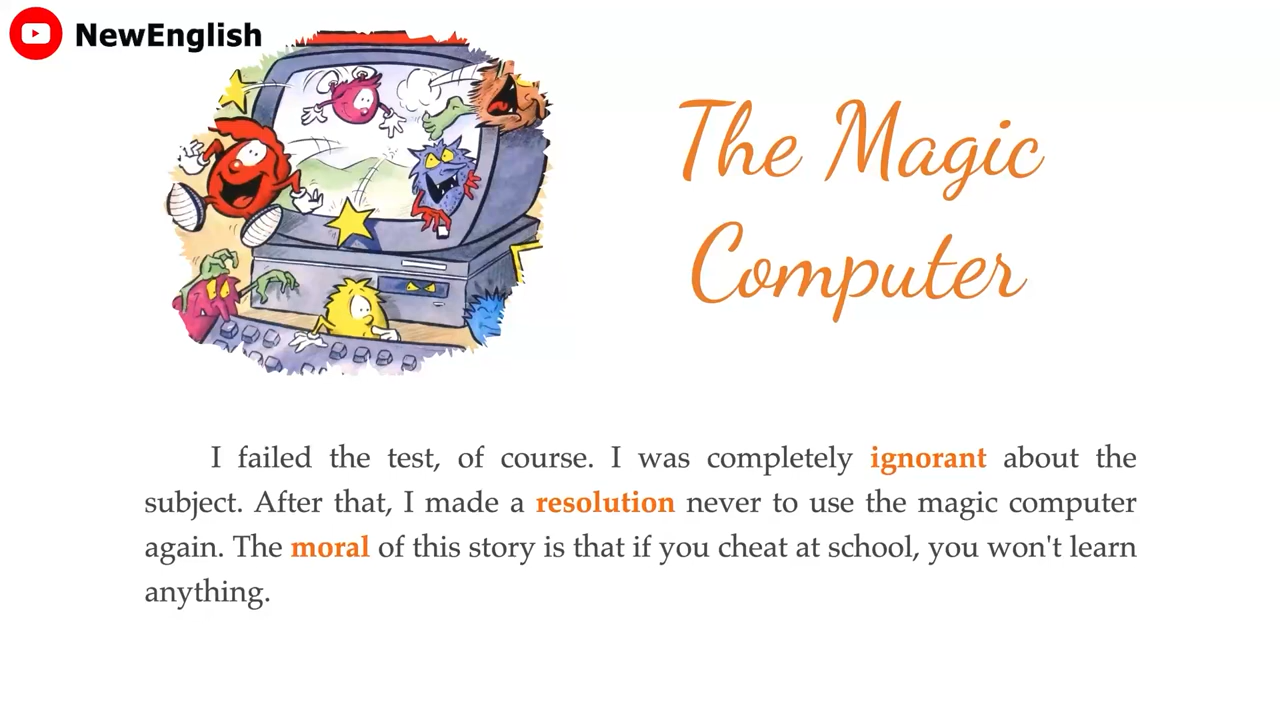 NewEnglish
The Magic
Computer
I failed the test, of course. I was completely ignorant about the
subject. After that, I made a resolution never to use the magic computer
again. The moral of this story is that if you cheat at school, you won't learn
anything.